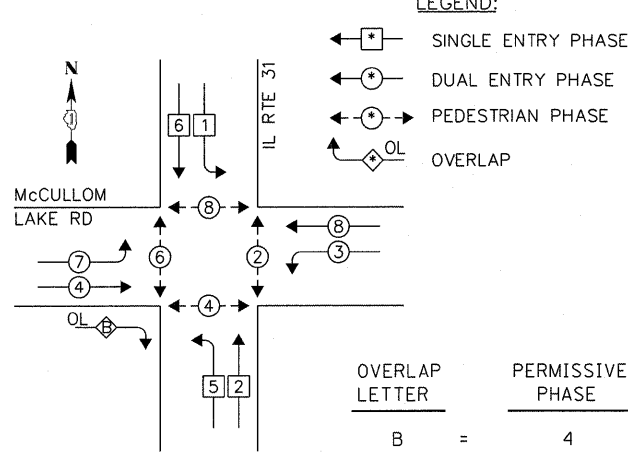 LEGEND:
* SINGLE ENTRY PHASE
* DUAL ENTRY PHASE
* PEDESTRIAN PHASE
* OL OVERLAP
N
IL RTE 31
6 1
McCULLOM
LAKE RD
8
8
3
7
4
6
2
OL B
4
5 2
OVERLAP LETTER
PERMISSIVE PHASE
B = 4